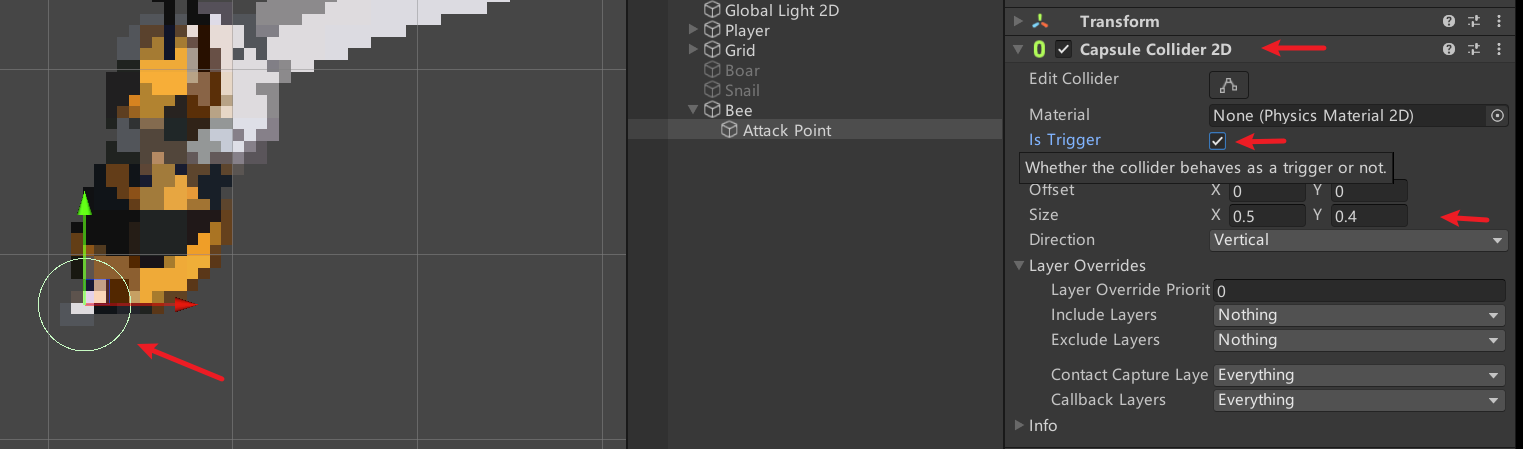 Global Light 2D
Player
Grid
Boar
Snail
Bee
Attack Point
Transform
Capsule Collider 2D
Edit Collider
Material None (Physics Material 2D)
Is Trigger
Whether the collider behaves as a trigger or not.
Offset X 0 Y 0
Size X 0.5 Y 0.4
Direction Vertical
Layer Overrides
Layer Override Priorit 0
Include Layers Nothing
Exclude Layers Nothing
Contact Capture Laye Everything
Callback Layers Everything
Info